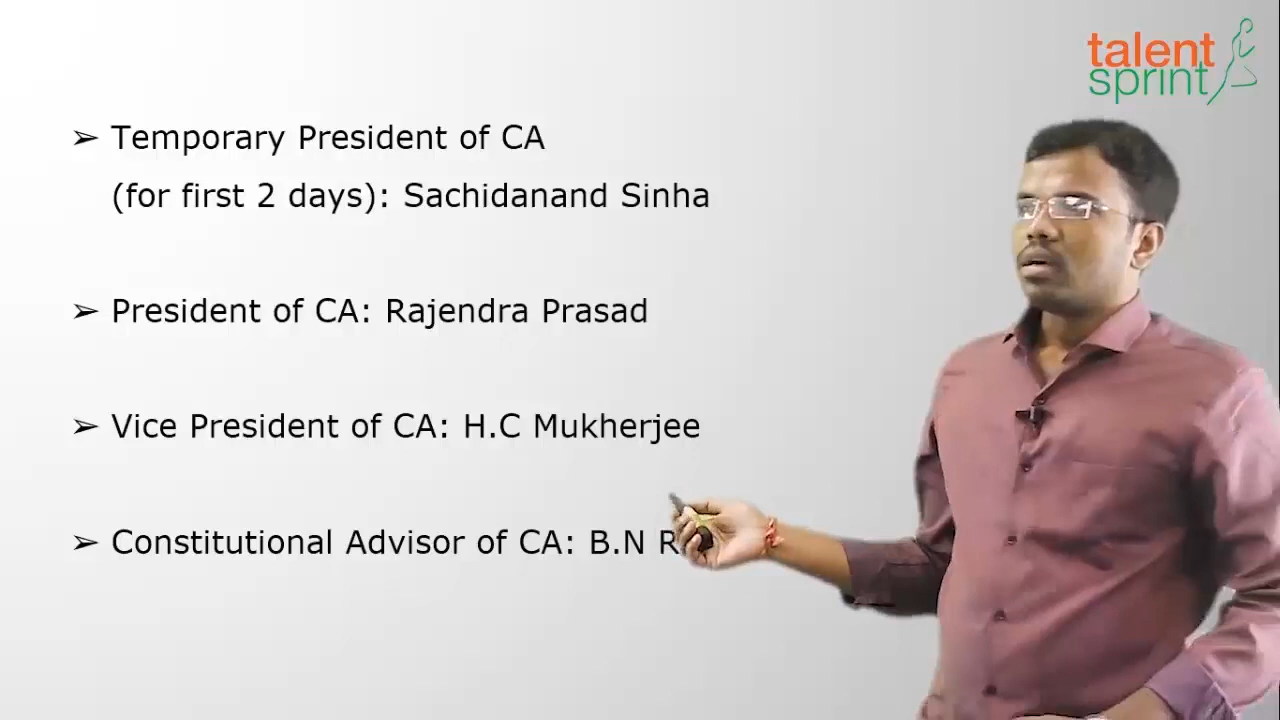 talent
sprint
➢ Temporary President of CA
(for first 2 days): Sachidanand Sinha
➢ President of CA: Rajendra Prasad
➢ Vice President of CA: H.C Mukherjee
➢ Constitutional Advisor of CA: B.N